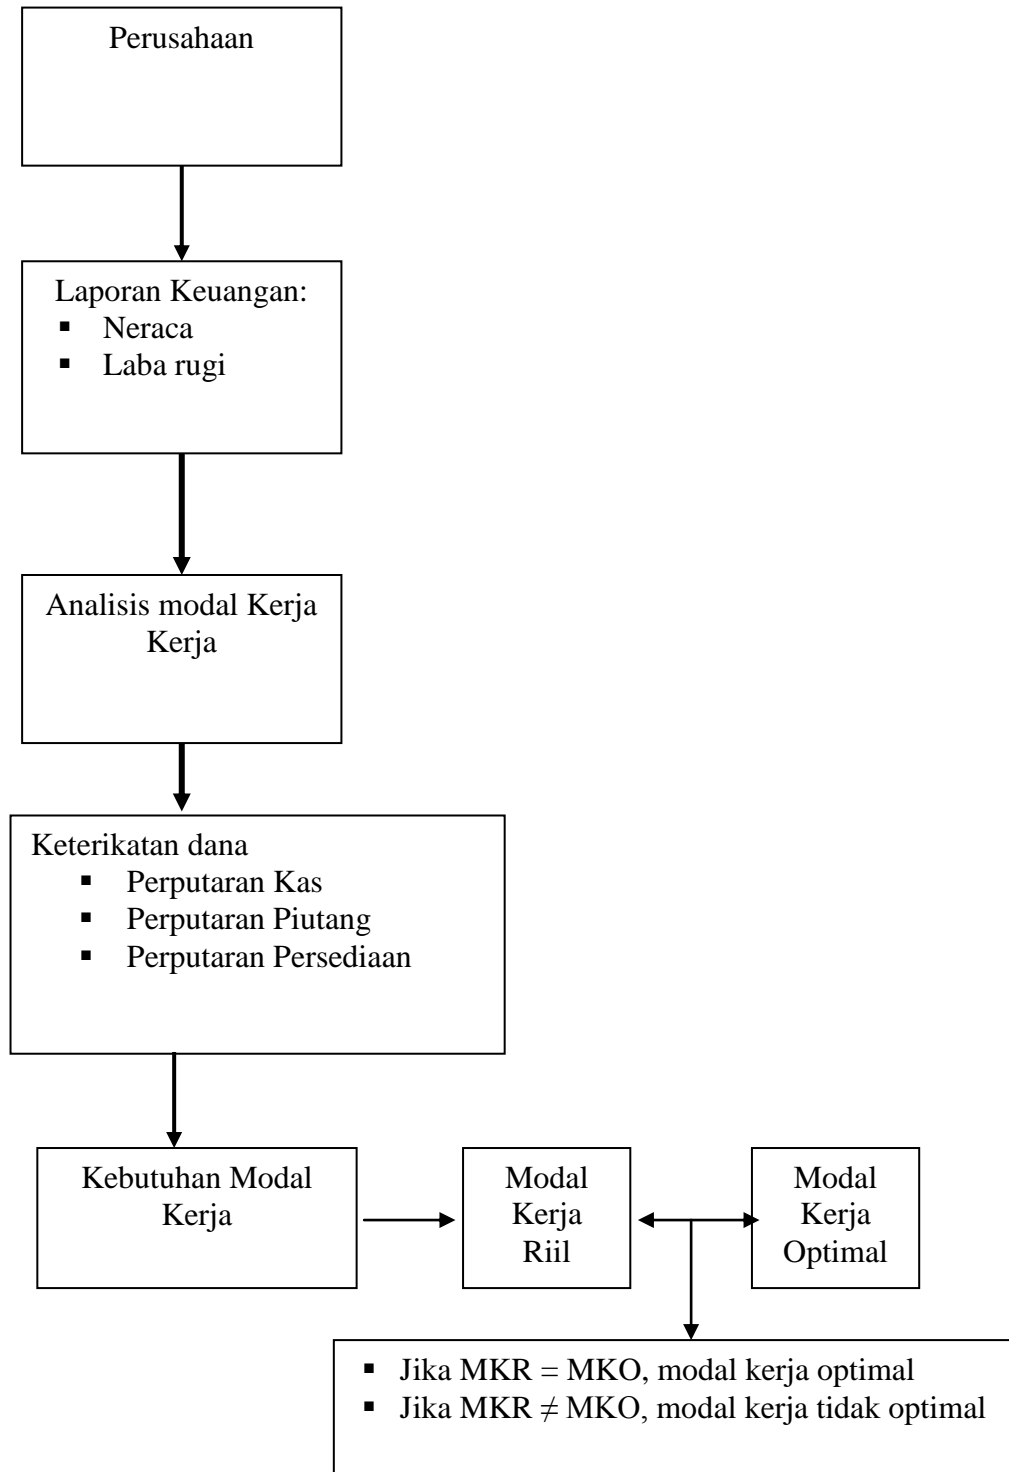 Perusahaan
Laporan Keuangan:
▪ Neraca
▪ Laba rugi
Analisis modal Kerja
Kerja
Keterikatan dana
▪ Perputaran Kas
▪ Perputaran Piutang
▪ Perputaran Persediaan
Kebutuhan Modal
Kerja
Modal
Kerja
Riil
Modal
Kerja
Optimal
▪ Jika MKR = MKO, modal kerja optimal
▪ Jika MKR ≠ MKO, modal kerja tidak optimal